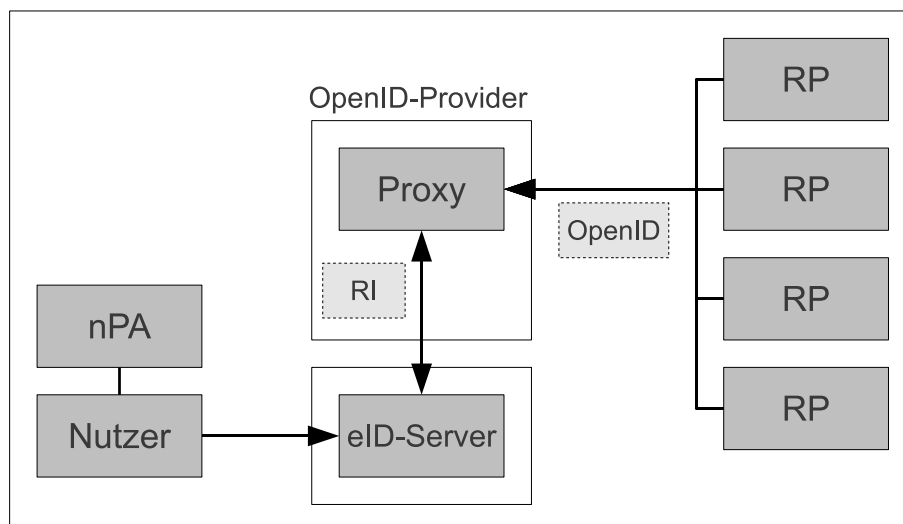 OpenID-Provider
RP
Proxy
RP
OpenID
RI
nPA
RP
Nutzer
eID-Server
RP